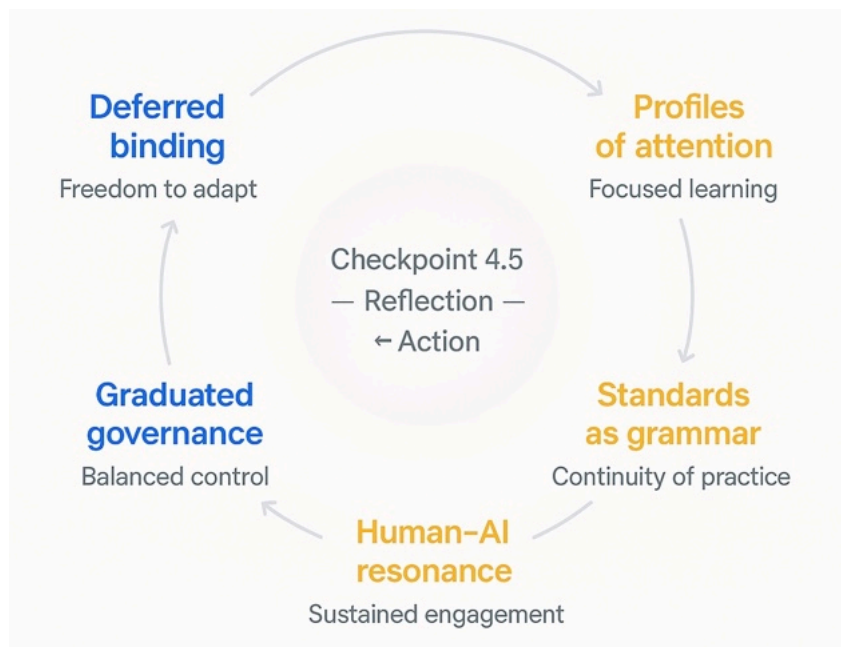 Deferred
binding
Freedom to adapt
Profiles
of attention
Focused learning
Checkpoint 4.5
— Reflection —
← Action
Graduated
governance
Balanced control
Standards
as grammar
Continuity of practice
Human–AI
resonance
Sustained engagement